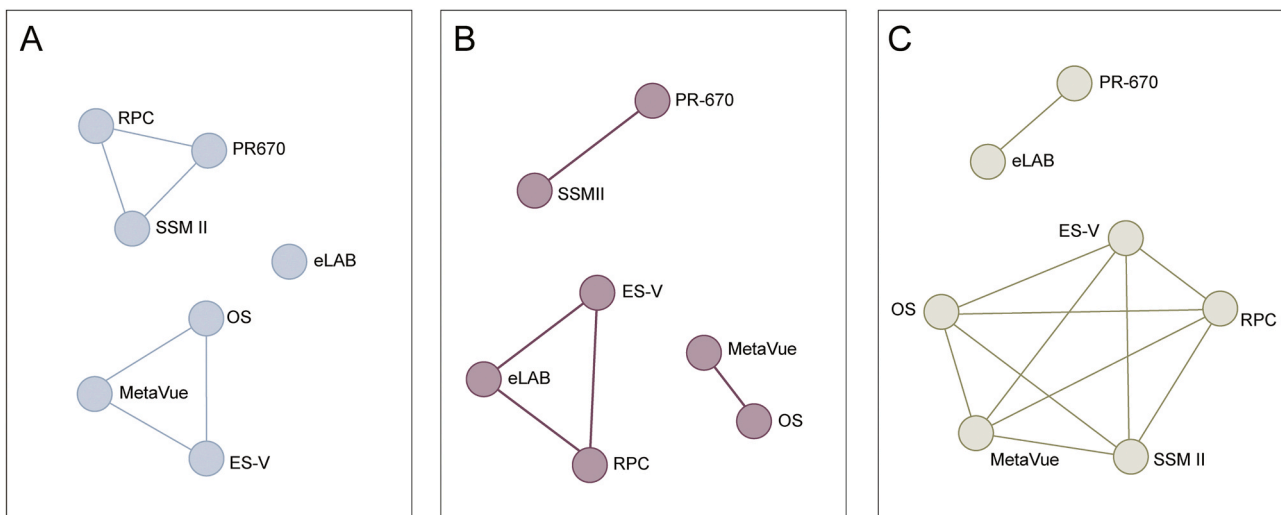 A
RPC
PR670
SSM II
eLAB
OS
MetaVue
ES-V
B
PR-670
SSMII
ES-V
MetaVue
eLAB
OS
RPC
C
PR-670
eLAB
ES-V
OS
RPC
MetaVue
SSM II